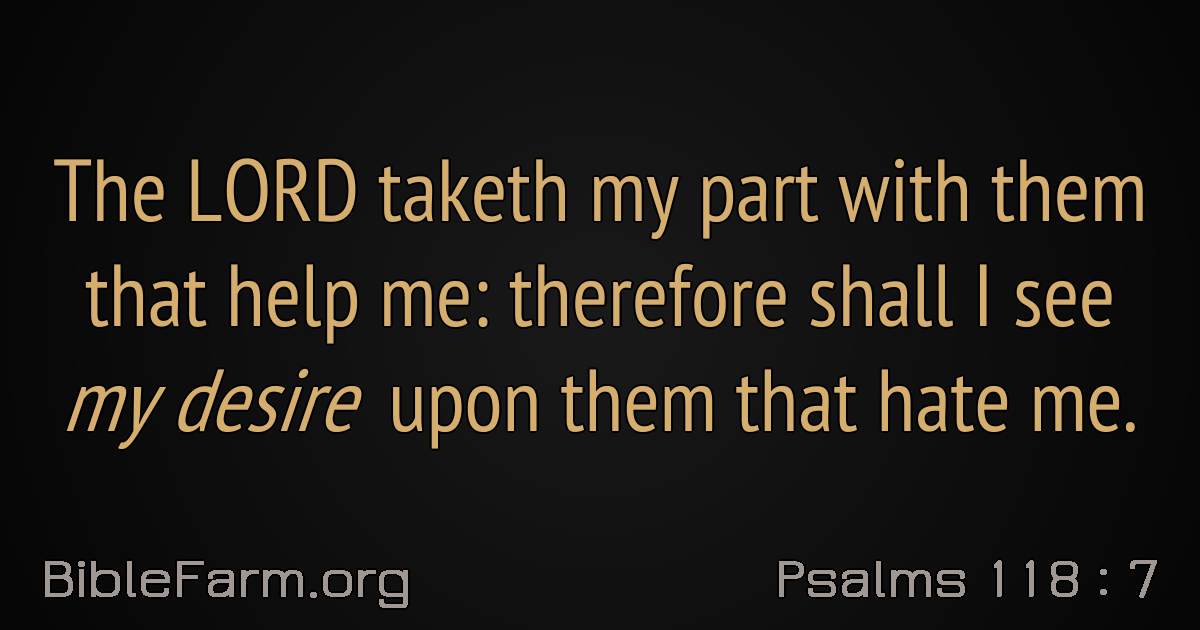 The LORD taketh my part with them
that help me: therefore shall I see
my desire upon them that hate me.
BibleFarm.org
Psalms 118 : 7